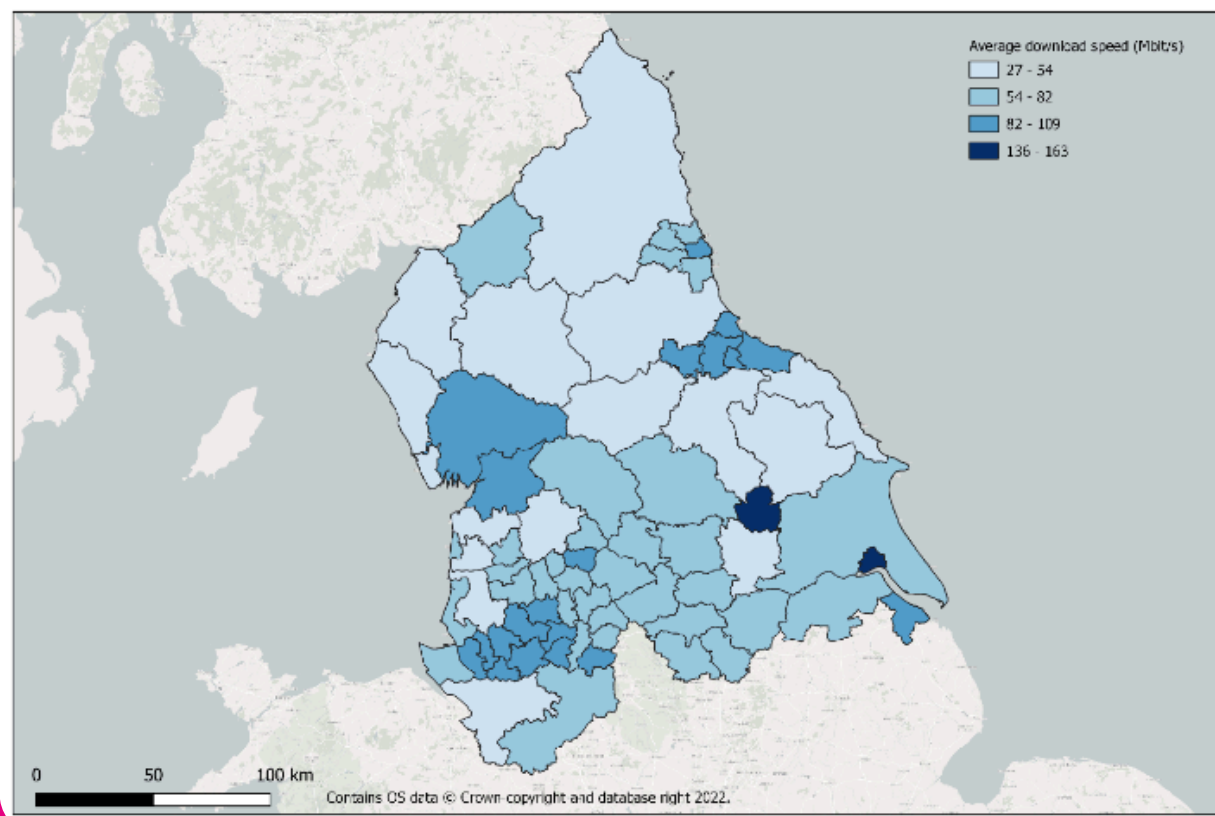 Average download speed (Mbit/s)
27 - 54
54 - 82
82 - 109
136 - 163
0 50 100 km
Contains OS data © Crown copyright and database right 2022.